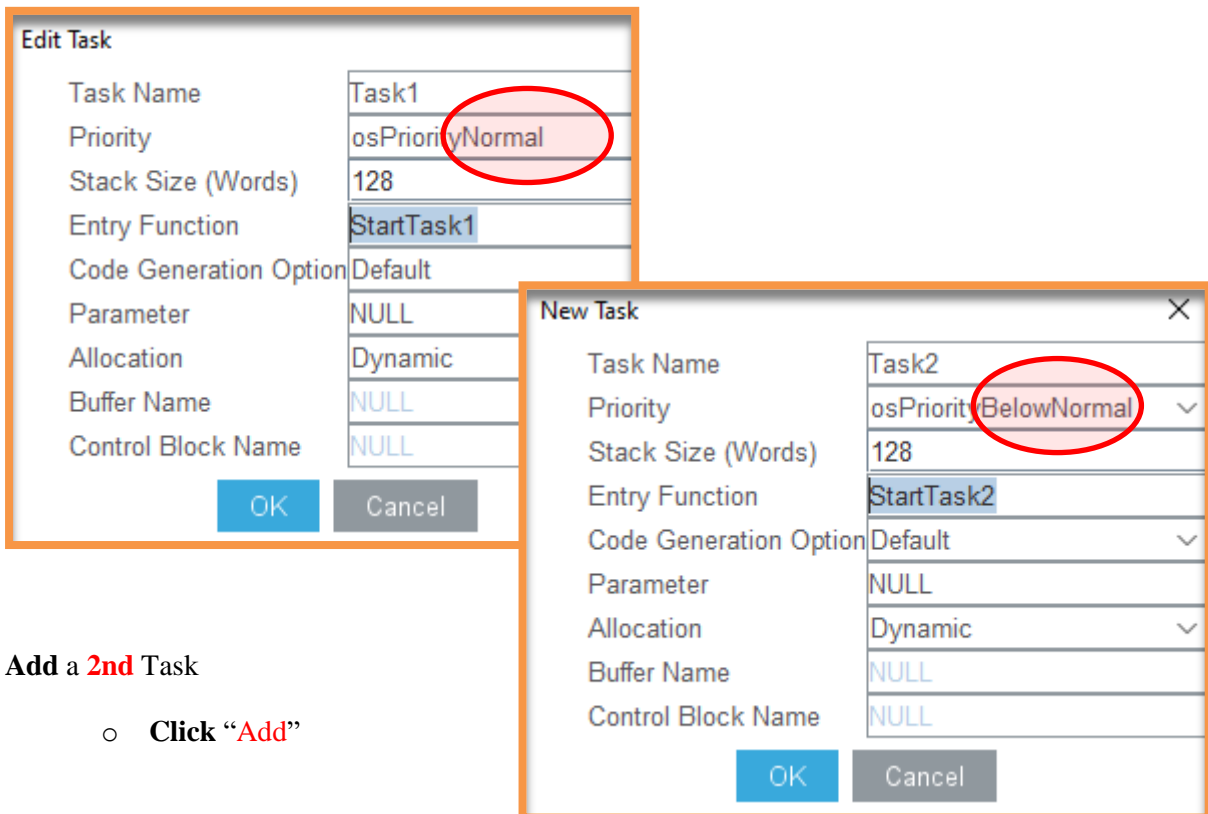 Edit Task
Task Name Task1
Priority osPriorityNormal
Stack Size (Words) 128
Entry Function StartTask1
Code Generation Option Default
Parameter NULL
Allocation Dynamic
Buffer Name NULL
Control Block Name NULL
OK Cancel
New Task
Task Name Task2
Priority osPriorityBelowNormal
Stack Size (Words) 128
Entry Function StartTask2
Code Generation Option Default
Parameter NULL
Allocation Dynamic
Buffer Name NULL
Control Block Name NULL
OK Cancel
Add a 2nd Task
o Click “Add”